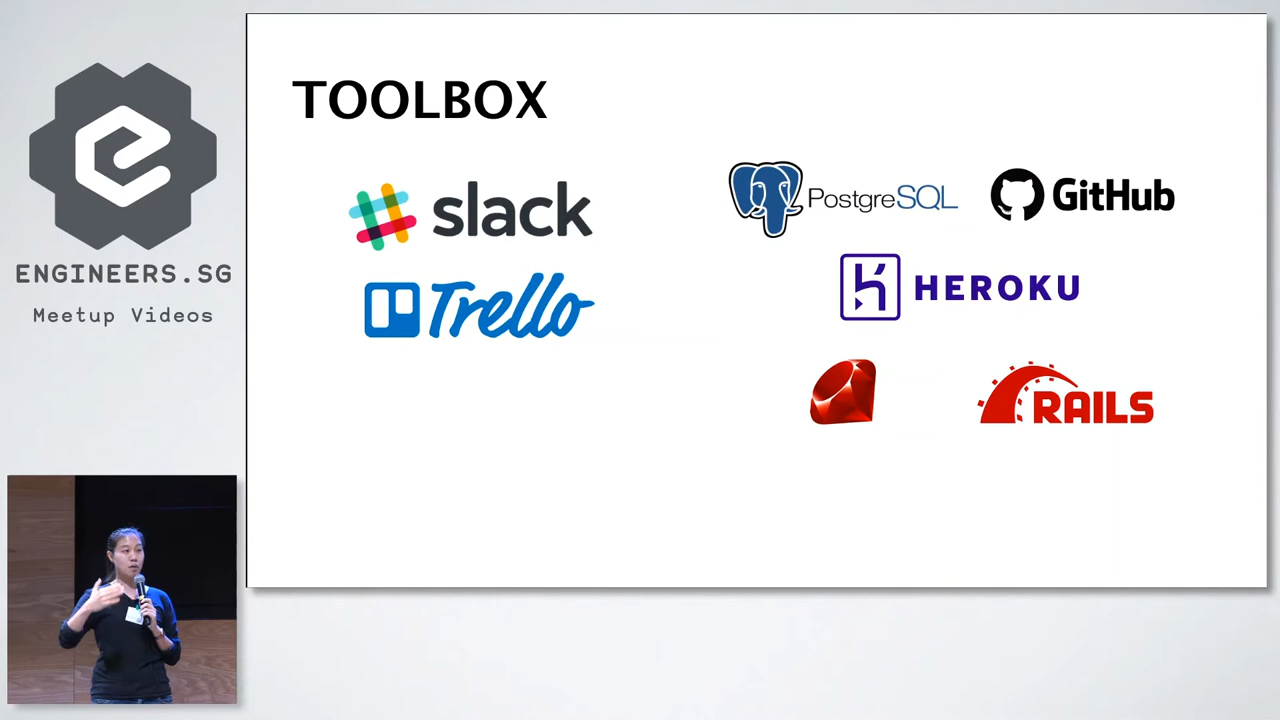 ENGINEERS.SG
Meetup Videos
TOOLBOX
slack
Trello
PostgreSQL
GitHub
HEROKU
RAILS